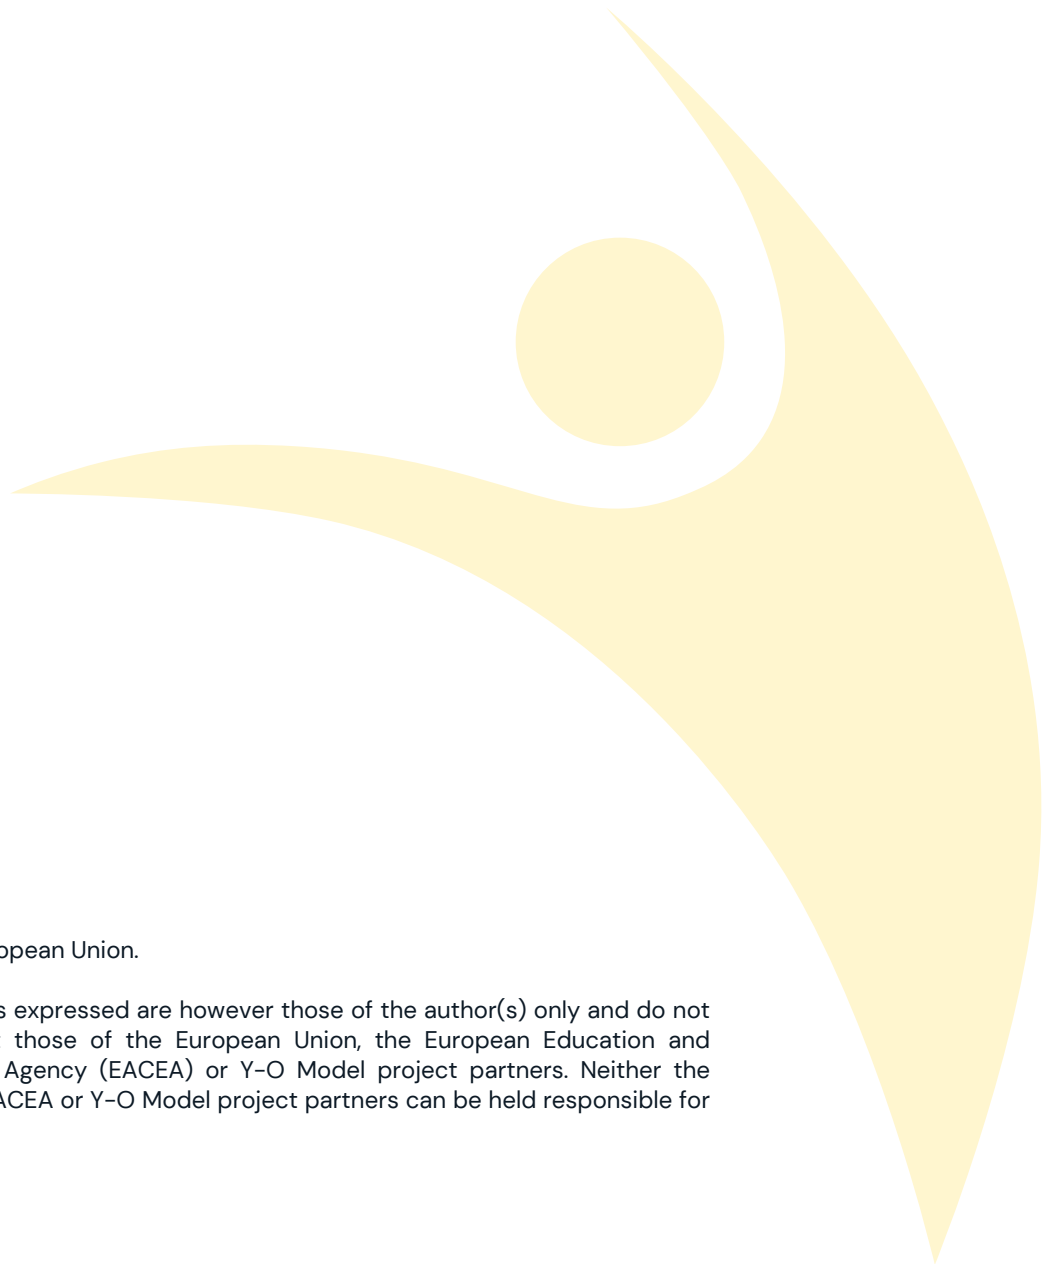 opean Union.
s expressed are however those of the author(s) only and do not
those of the European Union, the European Education and
Agency (EACEA) or Y-O Model project partners. Neither the
ACEA or Y-O Model project partners can be held responsible for